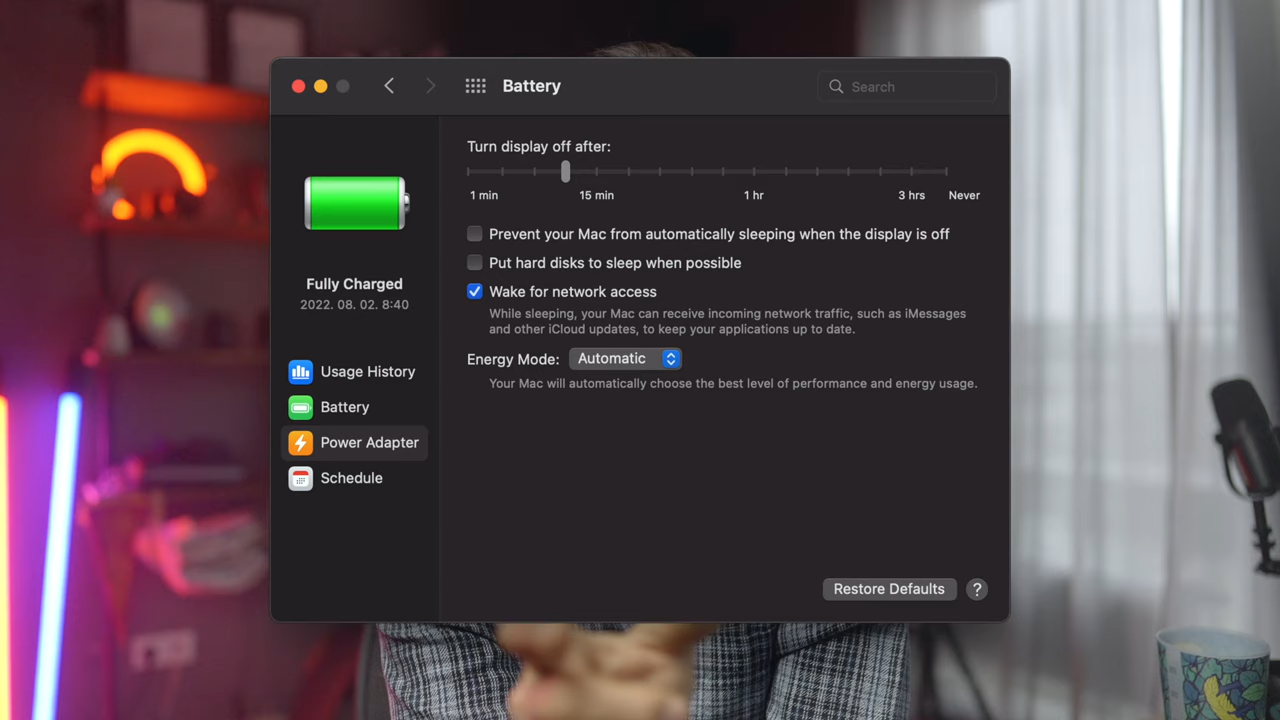 Battery
Search
Turn display off after:
1 min 15 min 1 hr 3 hrs Never
Prevent your Mac from automatically sleeping when the display is off
Put hard disks to sleep when possible
Wake for network access
While sleeping, your Mac can receive incoming network traffic, such as iMessages
and other iCloud updates, to keep your applications up to date.
Energy Mode: Automatic
Your Mac will automatically choose the best level of performance and energy usage.
Fully Charged
2022. 08. 02. 8:40
Usage History
Battery
Power Adapter
Schedule
Restore Defaults ?